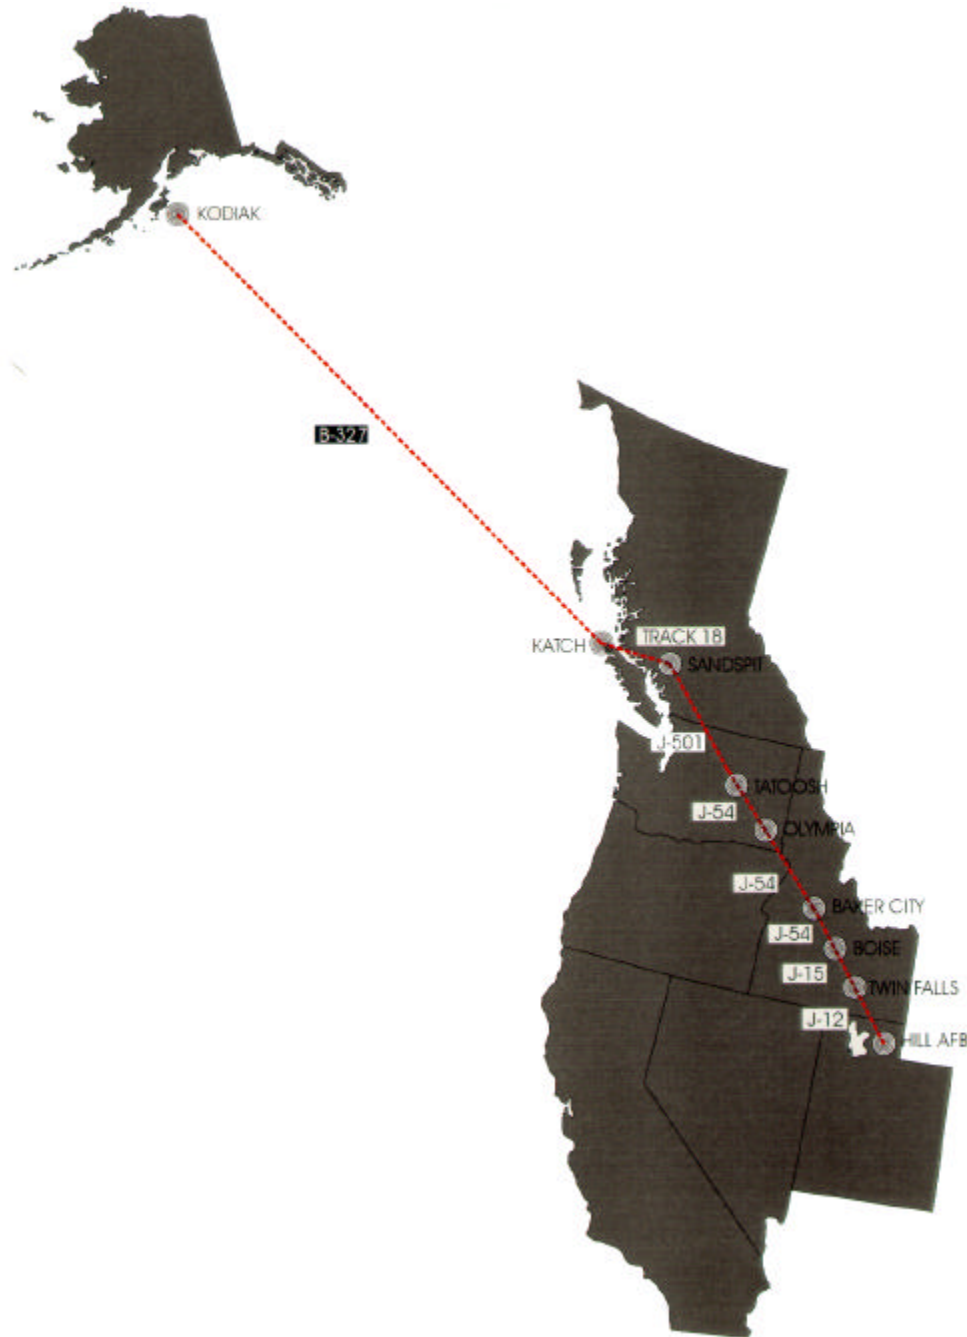 KODIAK
B-327
KATCH
TRACK 18
SANDSPIT
J-501
TATOOSH
J-54
OLYMPIA
J-54
BAKER CITY
J-54
BOISE
J-15
TWIN FALLS
J-12
HILL AFB